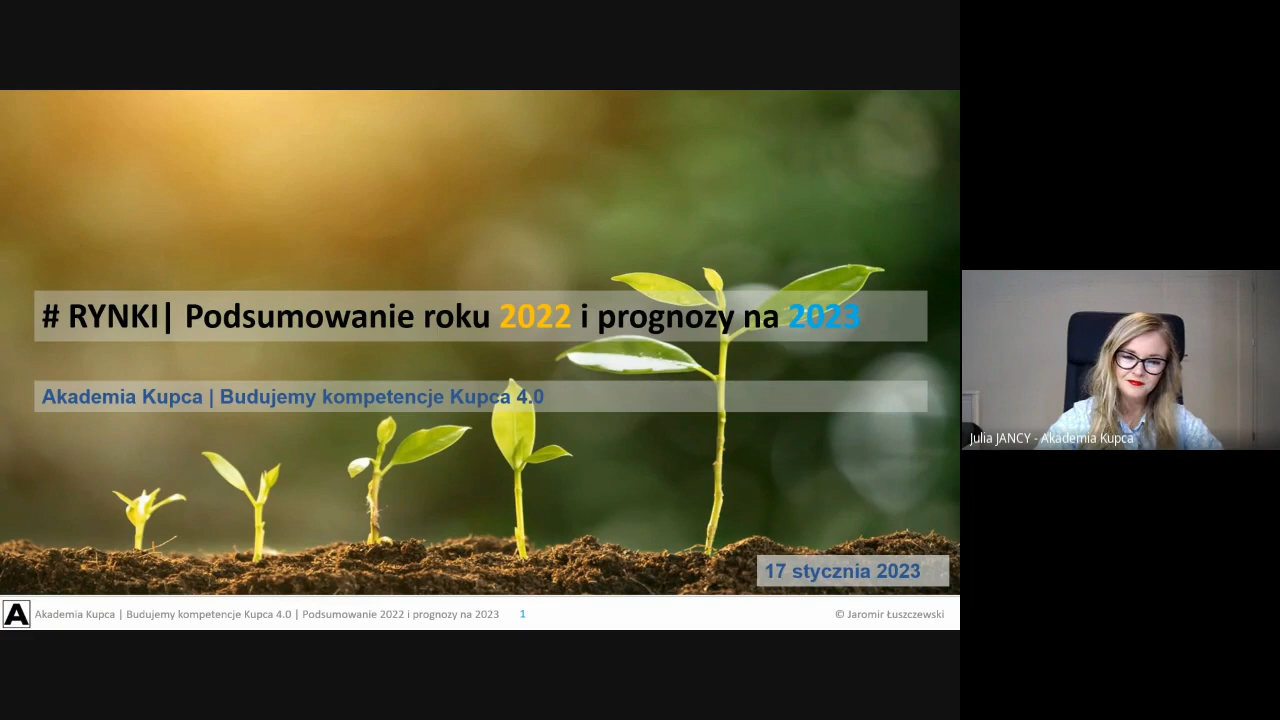 # RYNKI| Podsumowanie roku 2022 i prognozy na 2023
Akademia Kupca | Budujemy kompetencje Kupca 4.0
17 stycznia 2023
A Akademia Kupca | Budujemy kompetencje Kupca 4.0 | Podsumowanie 2022 i prognozy na 2023 1 © Jaromir Łuszczewski
Julia JANCY - Akademia Kupca